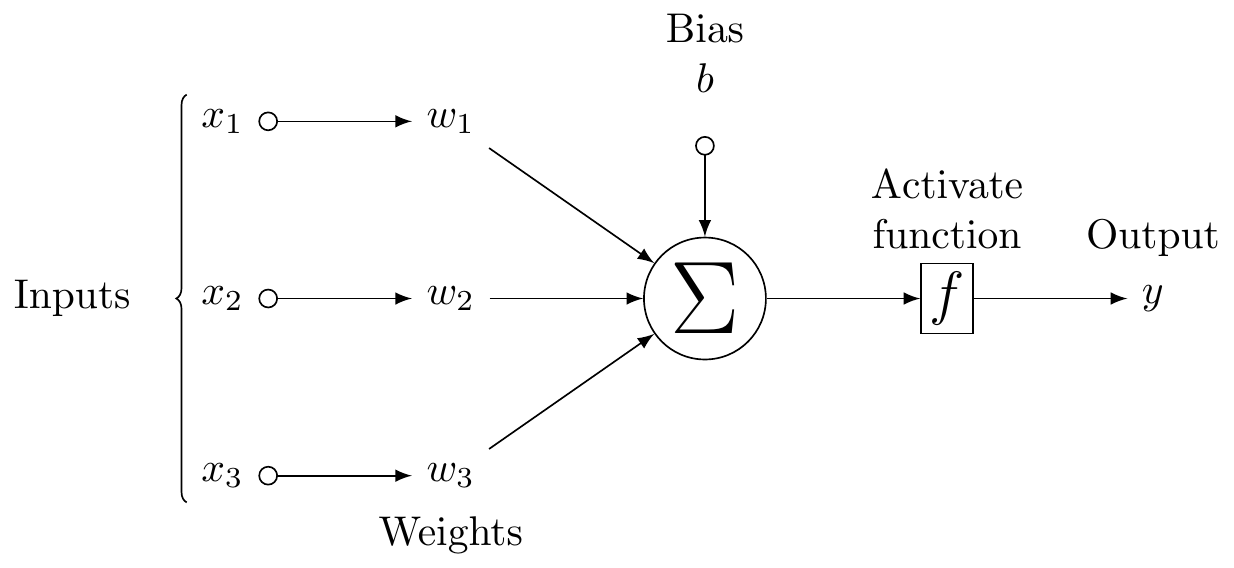 Bias
b
x₁
w₁
Activate
function
Output
Inputs
x₂
w₂
∑
f
y
x₃
w₃
Weights